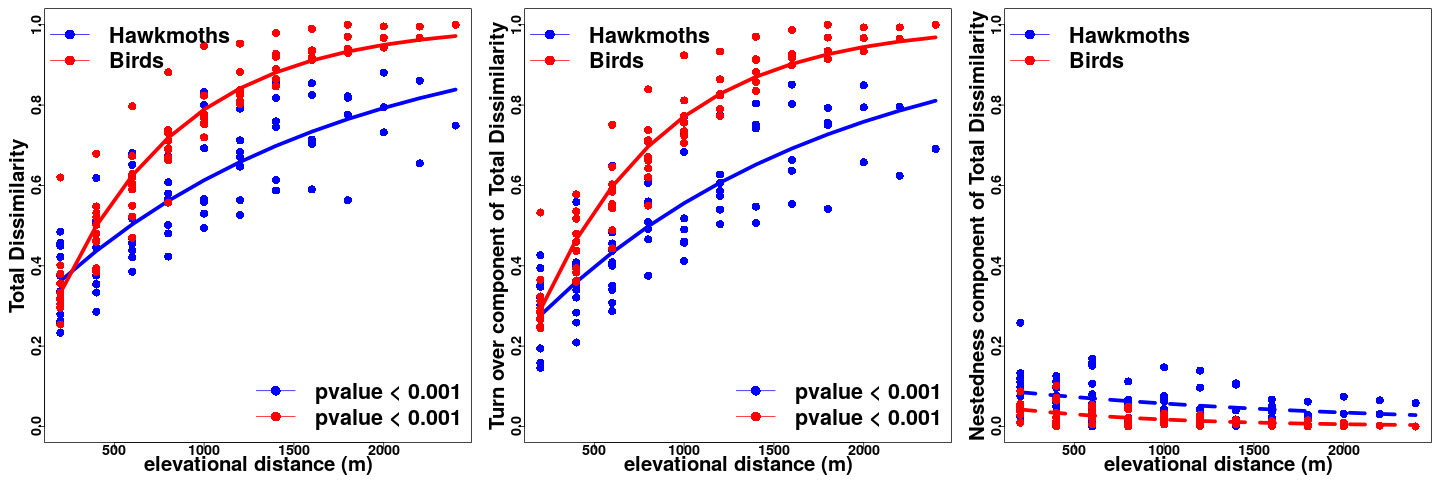 Total Dissimilarity
1.0
0.8
0.6
0.4
0.2
0.0
Hawkmoths
Birds
pvalue < 0.001
pvalue < 0.001
500
1000
1500
2000
elevational distance (m)
Turn over component of Total Dissimilarity
1.0
0.8
0.6
0.4
0.2
0.0
Hawkmoths
Birds
pvalue < 0.001
pvalue < 0.001
500
1000
1500
2000
elevational distance (m)
Nestedness component of Total Dissimilarity
1.0
0.8
0.6
0.4
0.2
0.0
Hawkmoths
Birds
500
1000
1500
2000
elevational distance (m)